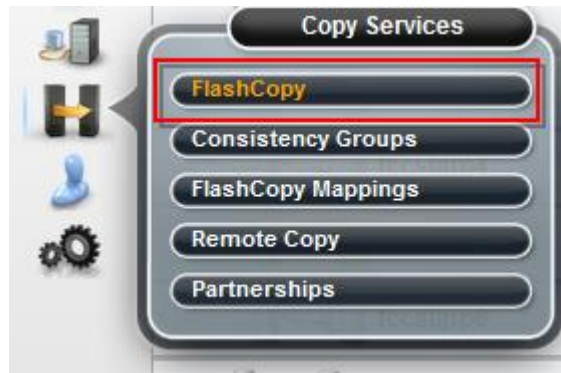 Copy Services
FlashCopy
Consistency Groups
FlashCopy Mappings
Remote Copy
Partnerships